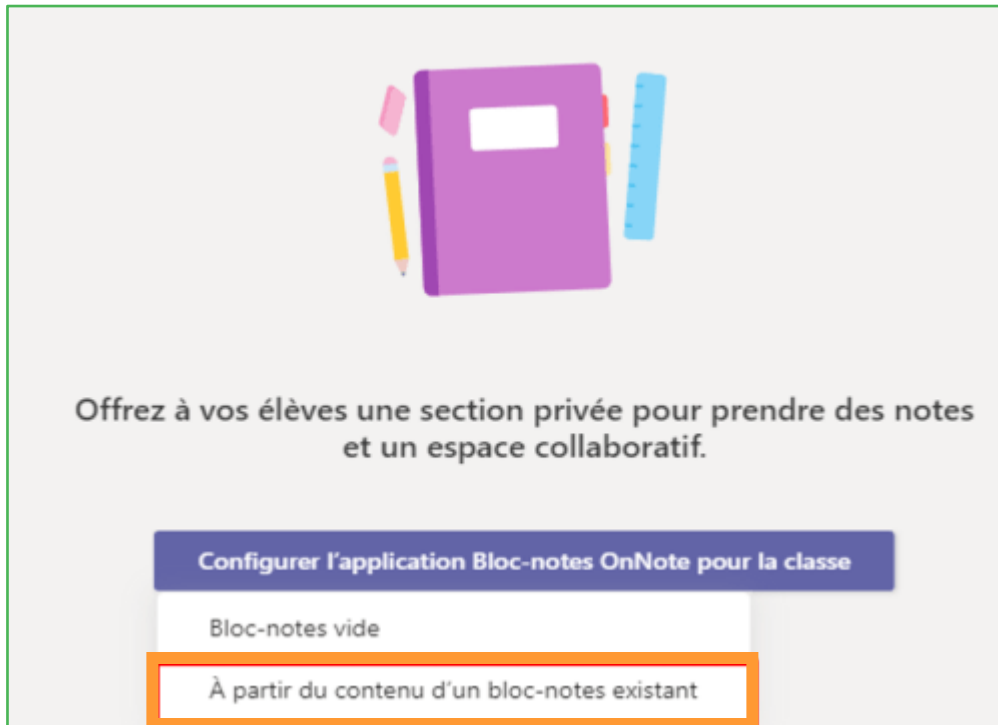 Offrez à vos élèves une section privée pour prendre des notes
et un espace collaboratif.
Configurer l’application Bloc-notes OnNote pour la classe
Bloc-notes vide
À partir du contenu d’un bloc-notes existant